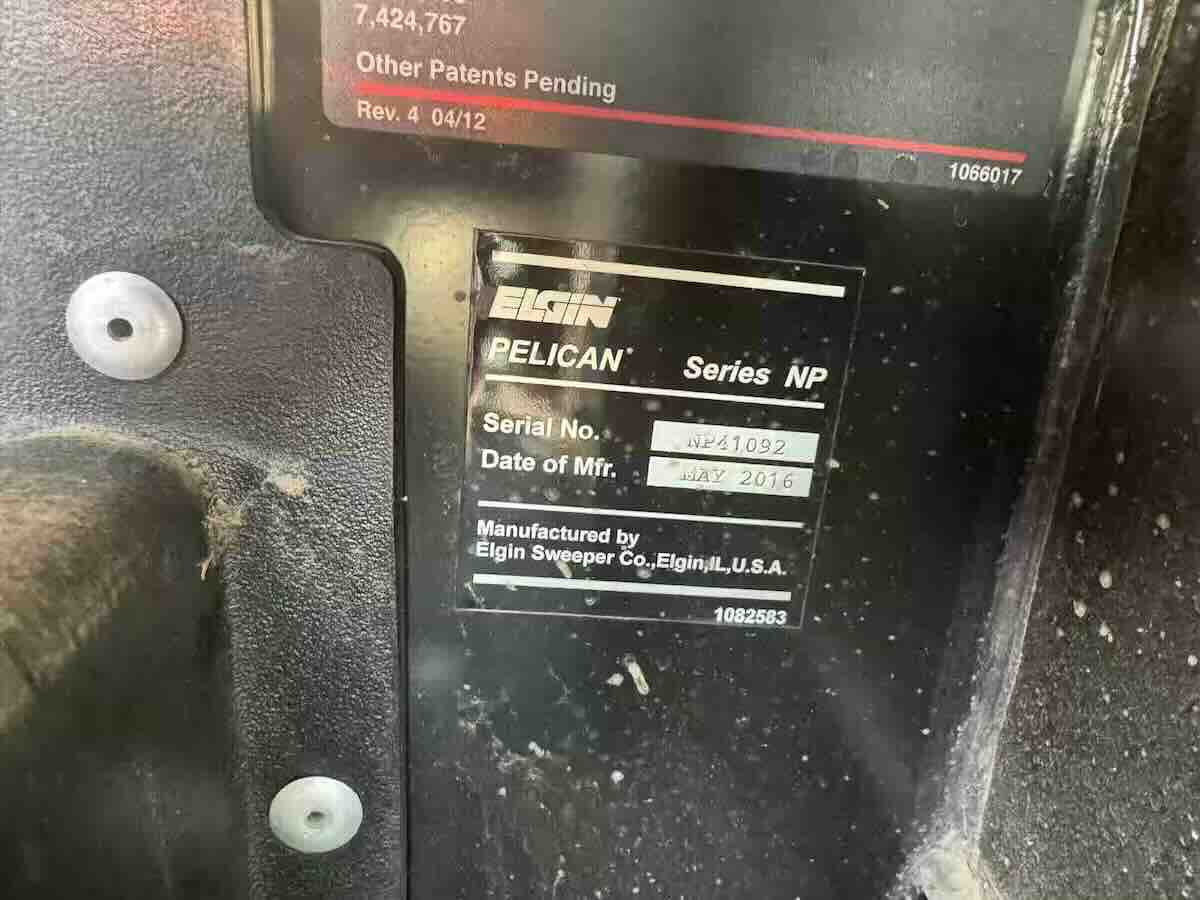 7,424,767
Other Patents Pending
Rev. 4 04/12
1066017
ELGIN
PELICAN® Series NP
Serial No. NP41092
Date of Mfr. MAY 2016
Manufactured by
Elgin Sweeper Co.,Elgin,IL,U.S.A.
1082583